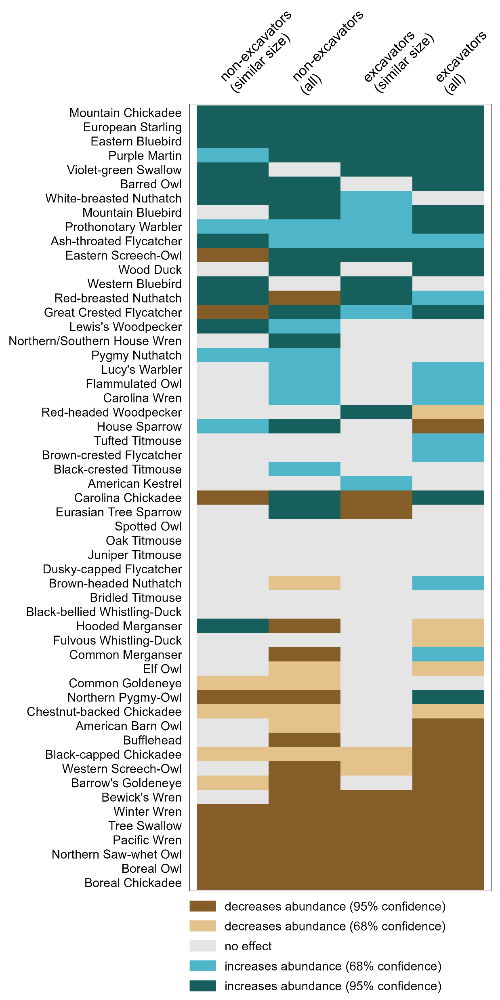 non-excavators
(similar size)
non-excavators
(all)
excavators
(similar size)
excavators
(all)
Mountain Chickadee
European Starling
Eastern Bluebird
Purple Martin
Violet-green Swallow
Barred Owl
White-breasted Nuthatch
Mountain Bluebird
Prothonotary Warbler
Ash-throated Flycatcher
Eastern Screech-Owl
Wood Duck
Western Bluebird
Red-breasted Nuthatch
Great Crested Flycatcher
Lewis's Woodpecker
Northern/Southern House Wren
Pygmy Nuthatch
Lucy's Warbler
Flammulated Owl
Carolina Wren
Red-headed Woodpecker
House Sparrow
Tufted Titmouse
Brown-crested Flycatcher
Black-crested Titmouse
American Kestrel
Carolina Chickadee
Eurasian Tree Sparrow
Spotted Owl
Oak Titmouse
Juniper Titmouse
Dusky-capped Flycatcher
Brown-headed Nuthatch
Bridled Titmouse
Black-bellied Whistling-Duck
Hooded Merganser
Fulvous Whistling-Duck
Common Merganser
Elf Owl
Common Goldeneye
Northern Pygmy-Owl
Chestnut-backed Chickadee
American Barn Owl
Bufflehead
Black-capped Chickadee
Western Screech-Owl
Barrow's Goldeneye
Bewick's Wren
Winter Wren
Tree Swallow
Pacific Wren
Northern Saw-whet Owl
Boreal Owl
Boreal Chickadee
decreases abundance (95% confidence)
decreases abundance (68% confidence)
no effect
increases abundance (68% confidence)
increases abundance (95% confidence)